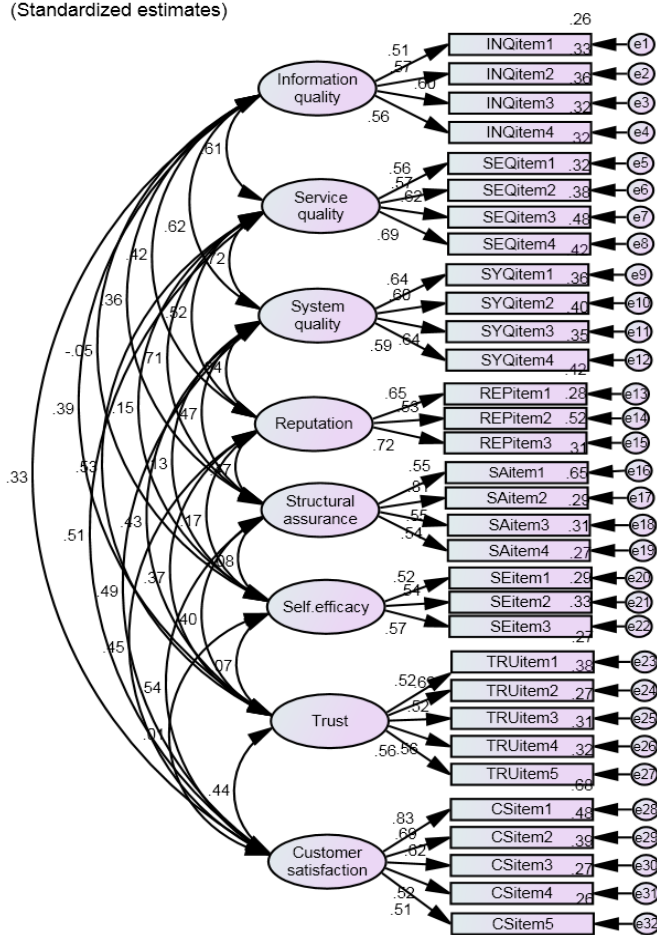 (Standardized estimates)
.26
.51 INQitem1 .33 e1
.57 INQitem2 .36 e2
.60 INQitem3 .32 e3
.56 INQitem4 .32 e4
Information
quality
.61
.56 SEQitem1 .32 e5
.57 SEQitem2 .38 e6
.62 SEQitem3 .48 e7
.69 SEQitem4 .42 e8
Service
quality
.62
.42
.72
.64 SYQitem1 .36 e9
.60 SYQitem2 .40 e10
.64 SYQitem3 .35 e11
.59 SYQitem4 .42 e12
System
quality
.36
.52
-.05
.71
.65 REPitem1 .28 e13
.53 REPitem2 .52 e14
.72 REPitem3 .31 e15
Reputation
.39
.15
.47
.33
.53
.13
.55 SAitem1 .65 e16
.81 SAitem2 .29 e17
.55 SAitem3 .31 e18
.54 SAitem4 .27 e19
Structural
assurance
.51
.43
.17
.08
.52 SEitem1 .29 e20
.54 SEitem2 .33 e21
.57 SEitem3 .27 e22
Self.efficacy
.49
.37
.40
.45
.07
.52 TRUitem1 .38 e23
TRUitem2 .27 e24
.52 TRUitem3 .31 e25
.56 TRUitem4 .32 e26
.56 TRUitem5 .68 e27
Trust
.54
.01
.44
.83 CSitem1 .48 e28
.69 CSitem2 .39 e29
.62 CSitem3 .27 e30
.52 CSitem4 .26 e31
.51 CSitem5 e32
Customer
satisfaction